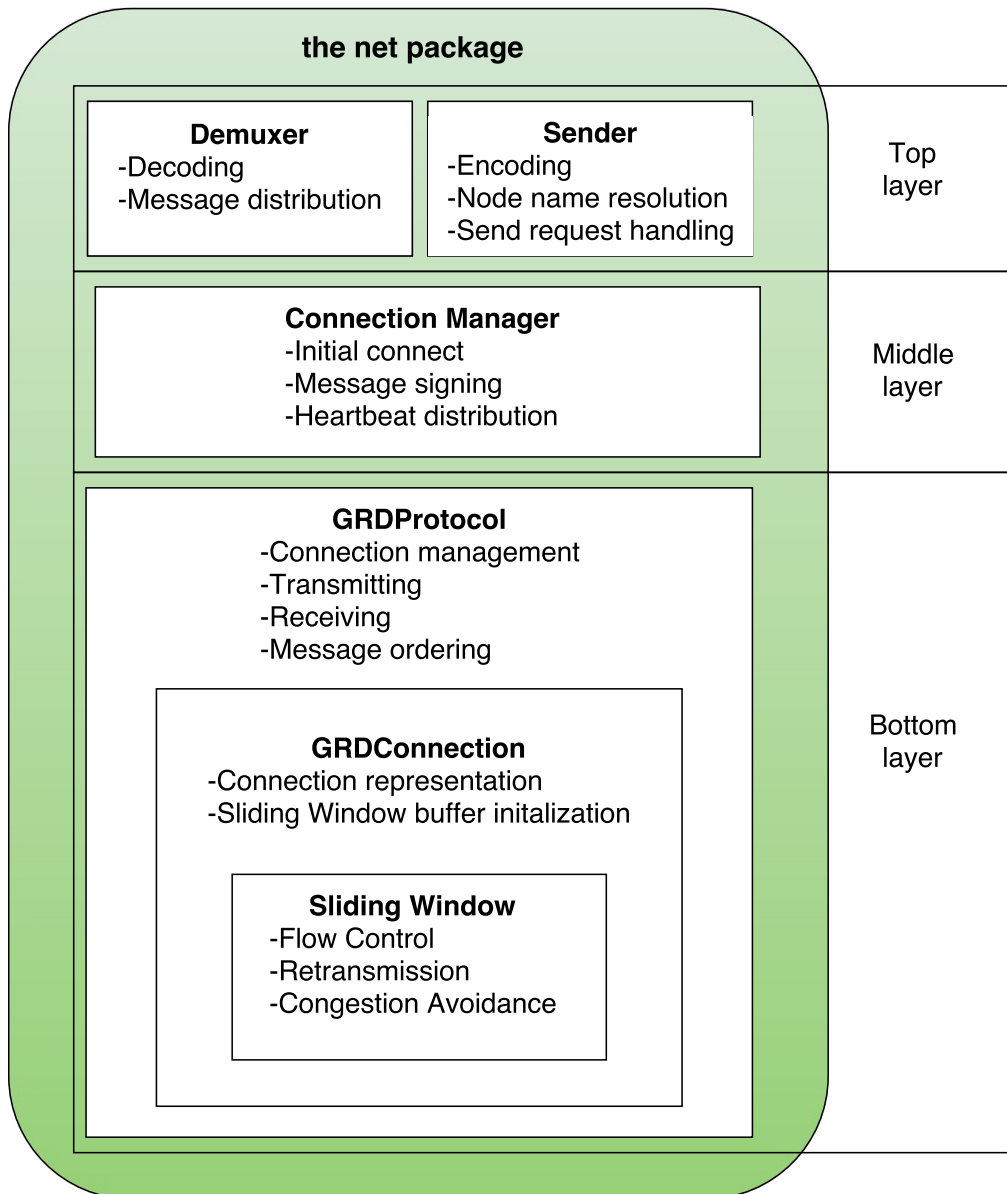 the net package
Demuxer
-Decoding
-Message distribution
Sender
-Encoding
-Node name resolution
-Send request handling
Top
layer
Connection Manager
-Initial connect
-Message signing
-Heartbeat distribution
Middle
layer
GRDProtocol
-Connection management
-Transmitting
-Receiving
-Message ordering
GRDConnection
-Connection representation
-Sliding Window buffer initalization
Sliding Window
-Flow Control
-Retransmission
-Congestion Avoidance
Bottom
layer